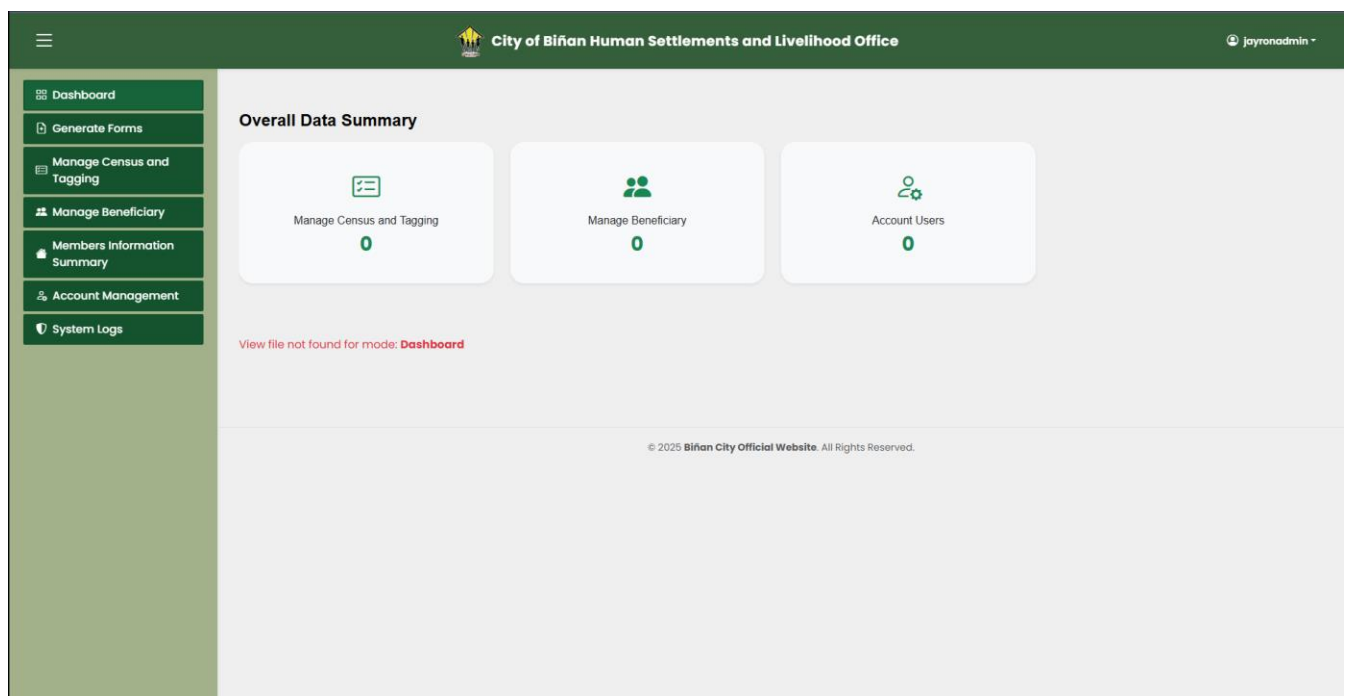 City of Biñan Human Settlements and Livelihood Office
jayronadmin
Dashboard
Generate Forms
Manage Census and
Tagging
Manage Beneficiary
Members Information
Summary
Account Management
System Logs
Overall Data Summary
Manage Census and Tagging
0
Manage Beneficiary
0
Account Users
0
View file not found for mode: Dashboard
© 2025 Biñan City Official Website. All Rights Reserved.